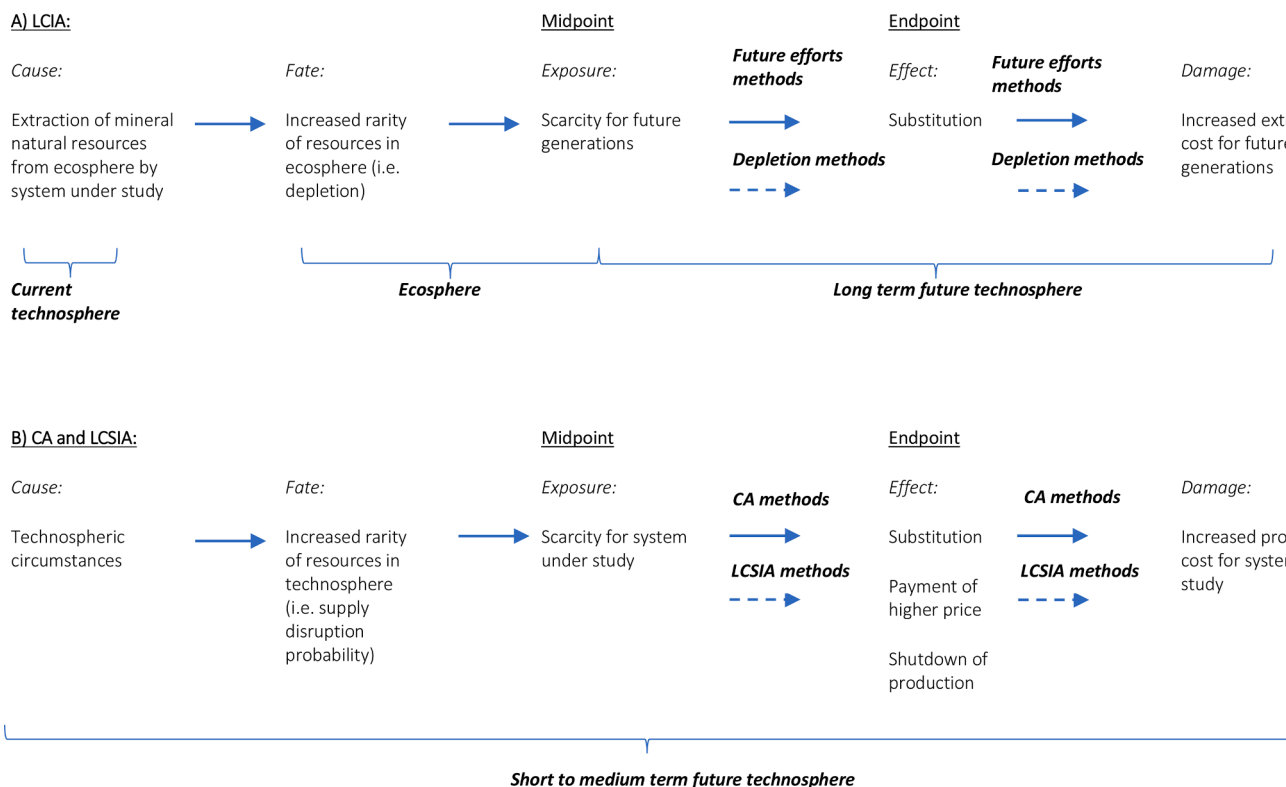 A) LCIA:
Midpoint
Endpoint
Cause:
Fate:
Exposure:
Future efforts
methods
Effect:
Future efforts
methods
Damage:
Extraction of mineral
natural resources
from ecosphere by
system under study
Increased rarity
of resources in
ecosphere (i.e.
depletion)
Scarcity for future
generations
Depletion methods
Substitution
Depletion methods
Increased ext
cost for future
generations
Current
technosphere
Ecosphere
Long term future technosphere
B) CA and LCSIA:
Midpoint
Endpoint
Cause:
Fate:
Exposure:
CA methods
Effect:
CA methods
Damage:
Technospheric
circumstances
Increased rarity
of resources in
technosphere
(i.e. supply
disruption
probability)
Scarcity for system
under study
LCSIA methods
Substitution
Payment of
higher price
Shutdown of
production
LCSIA methods
Increased pro
cost for system
study
Short to medium term future technosphere